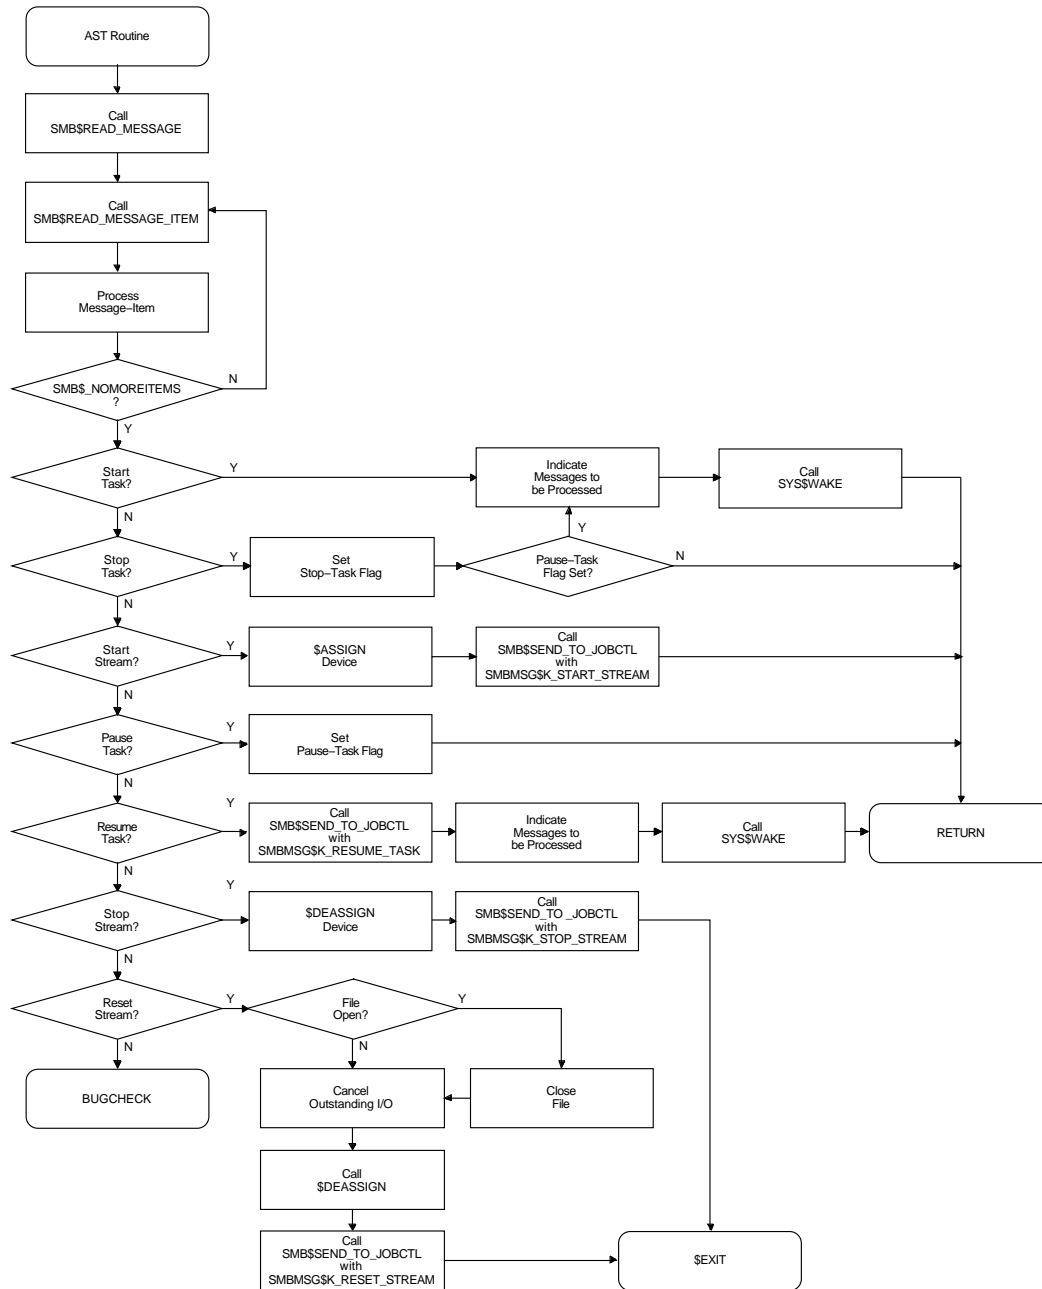 AST Routine
Call
SMB$READ_MESSAGE
Call
SMB$READ_MESSAGE_ITEM
Process
Message–Item
SMB$_NOMOREITEMS
?
N
Y
Start
Task?
Y
N
Indicate
Messages to
be Processed
Call
SYS$WAKE
Stop
Task?
Y
N
Set
Stop–Task Flag
Pause–Task
Flag Set?
Y
N
Start
Stream?
Y
N
$ASSIGN
Device
Call
SMB$SEND_TO_JOBCTL
with
SMBMSG$K_START_STREAM
Pause
Task?
Y
N
Set
Pause–Task Flag
Resume
Task?
Y
N
Call
SMB$SEND_TO_JOBCTL
with
SMBMSG$K_RESUME_TASK
Indicate
Messages to
be Processed
Call
SYS$WAKE
RETURN
Stop
Stream?
Y
N
$DEASSIGN
Device
Call
SMB$SEND_TO _JOBCTL
with
SMBMSG$K_STOP_STREAM
Reset
Stream?
Y
N
File
Open?
Y
N
BUGCHECK
Cancel
Outstanding I/O
Close
File
Call
$DEASSIGN
Call
SMB$SEND_TO_JOBCTL
with
SMBMSG$K_RESET_STREAM
$EXIT